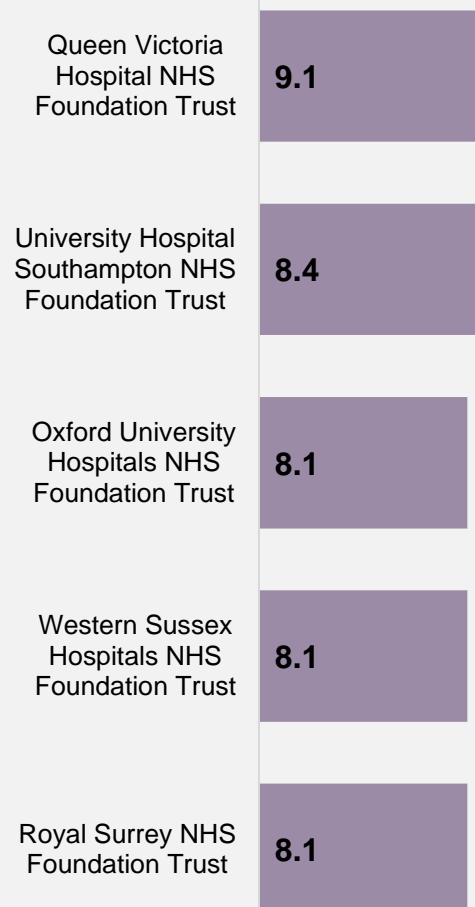 Queen Victoria
Hospital NHS
Foundation Trust
9.1
University Hospital
Southampton NHS
Foundation Trust
8.4
Oxford University
Hospitals NHS
Foundation Trust
8.1
Western Sussex
Hospitals NHS
Foundation Trust
8.1
Royal Surrey NHS
Foundation Trust
8.1